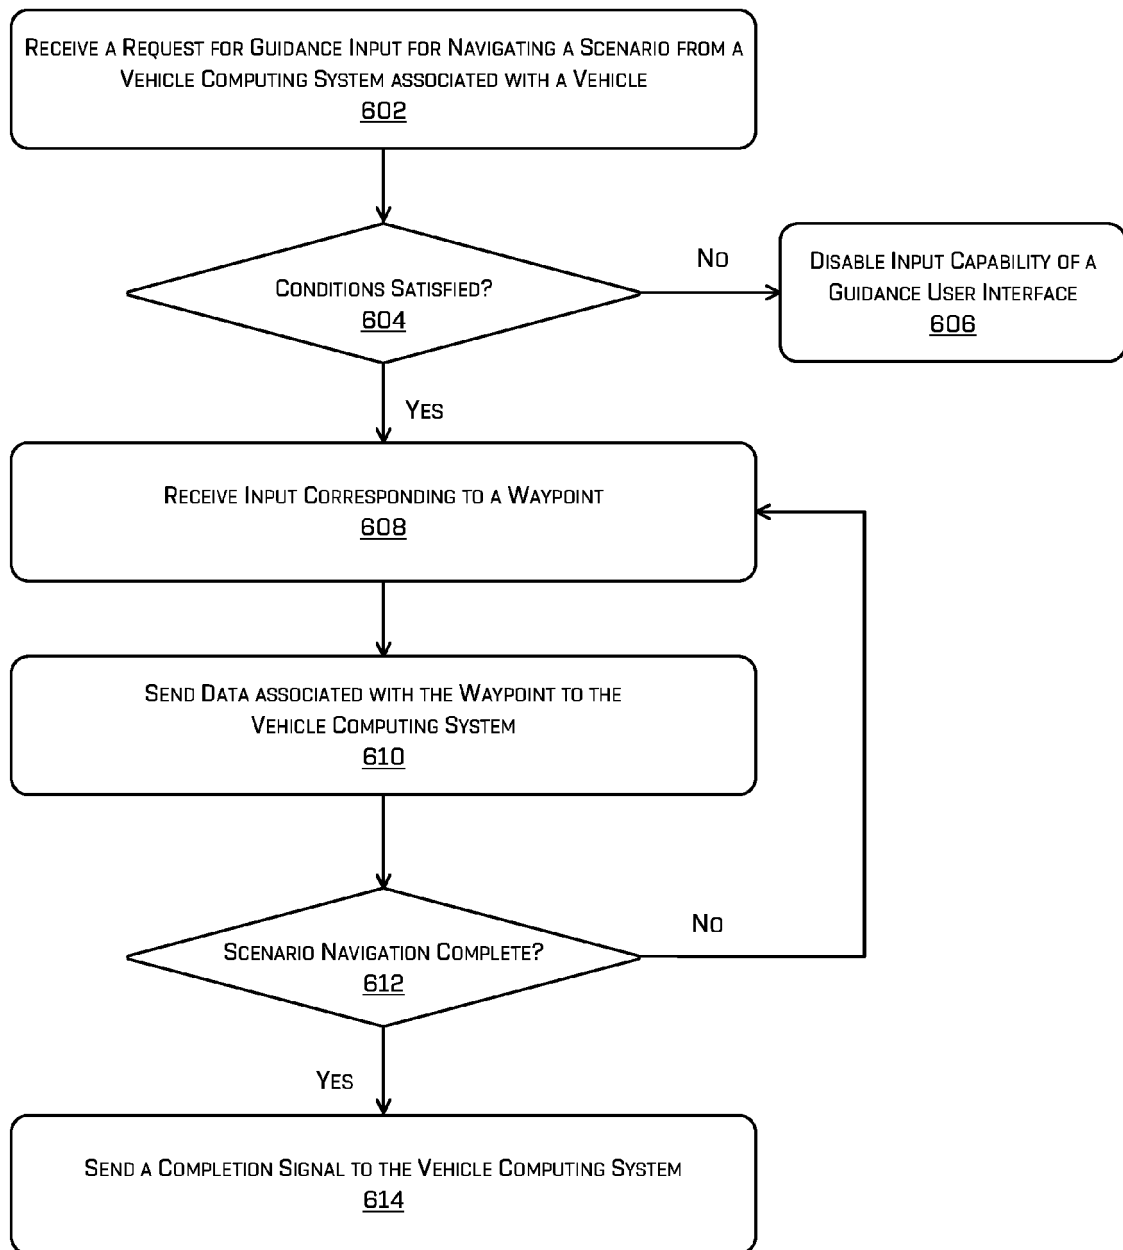 Receive a Request for Guidance Input for Navigating a Scenario from a
Vehicle Computing System associated with a Vehicle
602
Conditions Satisfied?
604
No
Disable Input Capability of a
Guidance User Interface
606
Yes
Receive Input Corresponding to a Waypoint
608
Send Data associated with the Waypoint to the
Vehicle Computing System
610
Scenario Navigation Complete?
612
No
Yes
Send a Completion Signal to the Vehicle Computing System
614